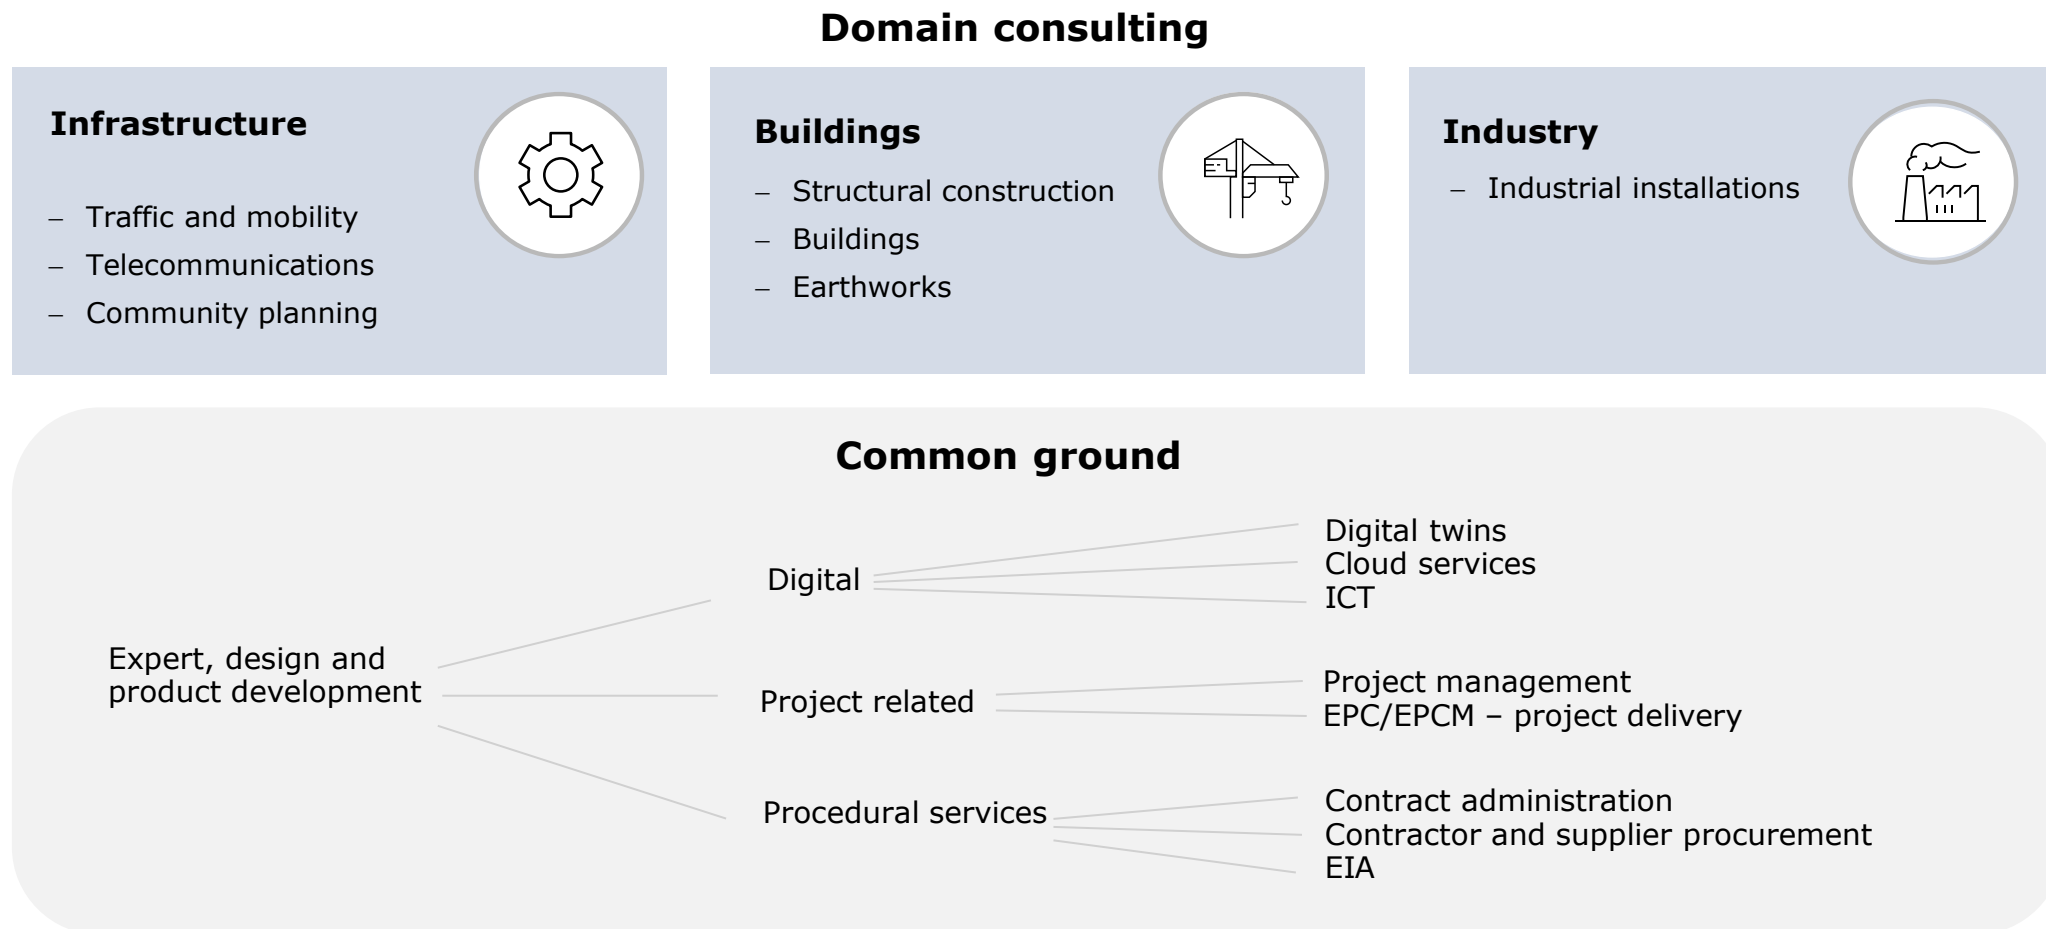 Domain consulting
Infrastructure
– Traffic and mobility
– Telecommunications
– Community planning
Buildings
– Structural construction
– Buildings
– Earthworks
Industry
– Industrial installations
Common ground
Expert, design and
product development
Digital
Digital twins
Cloud services
ICT
Project related
Project management
EPC/EPCM – project delivery
Procedural services
Contract administration
Contractor and supplier procurement
EIA